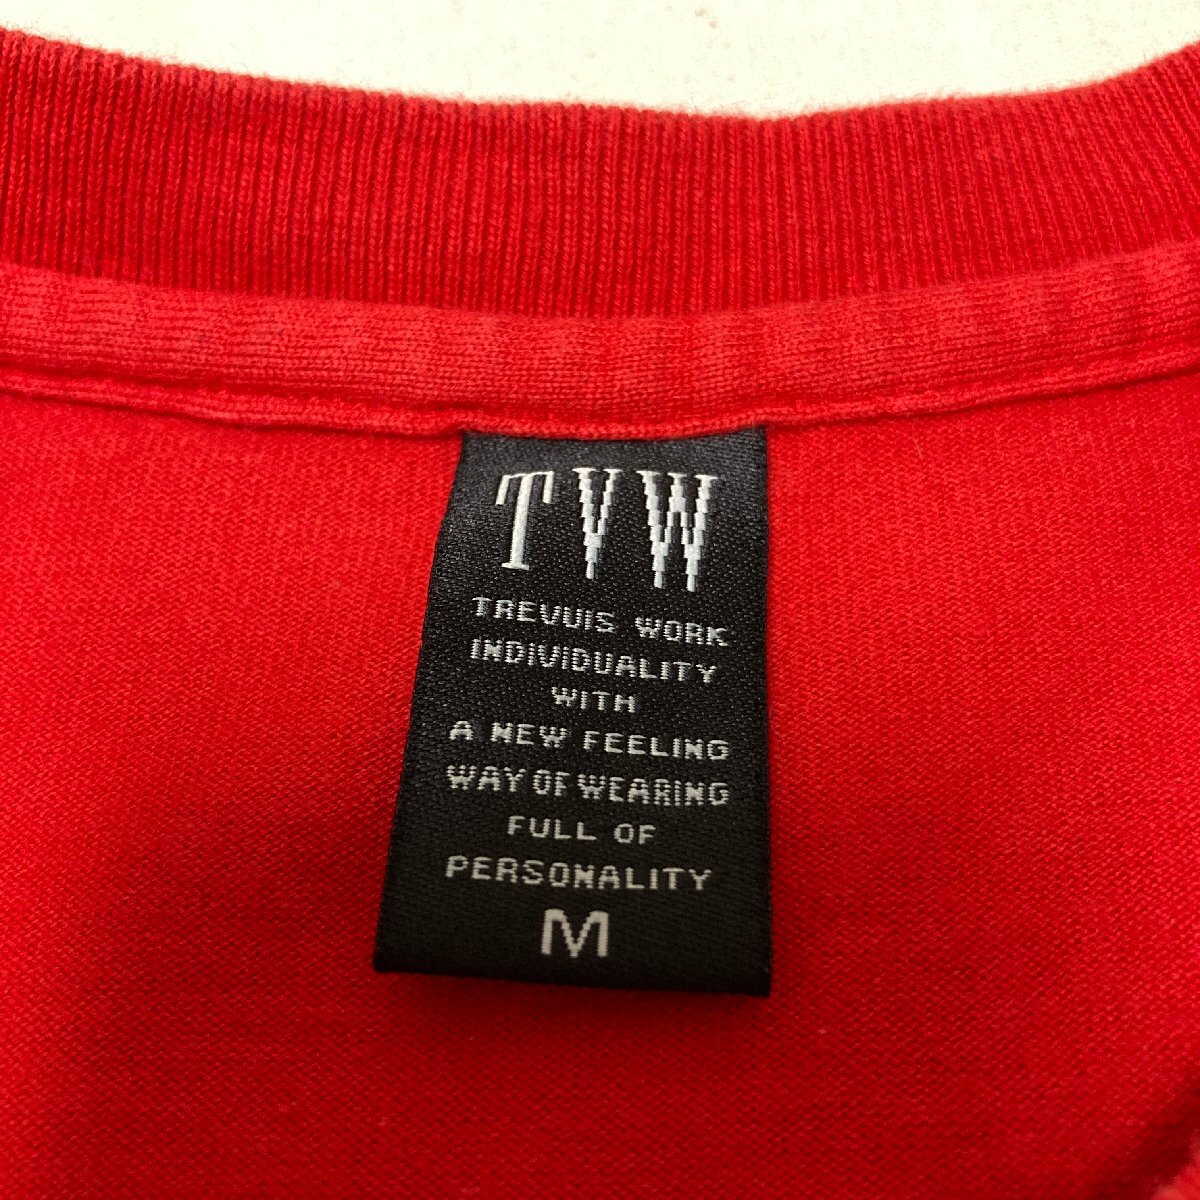 TVW
TREVUIS WORK
INDIVIDUALITY
WITH
A NEW FEELING
WAY OF WEARING
FULL OF
PERSONALITY
M